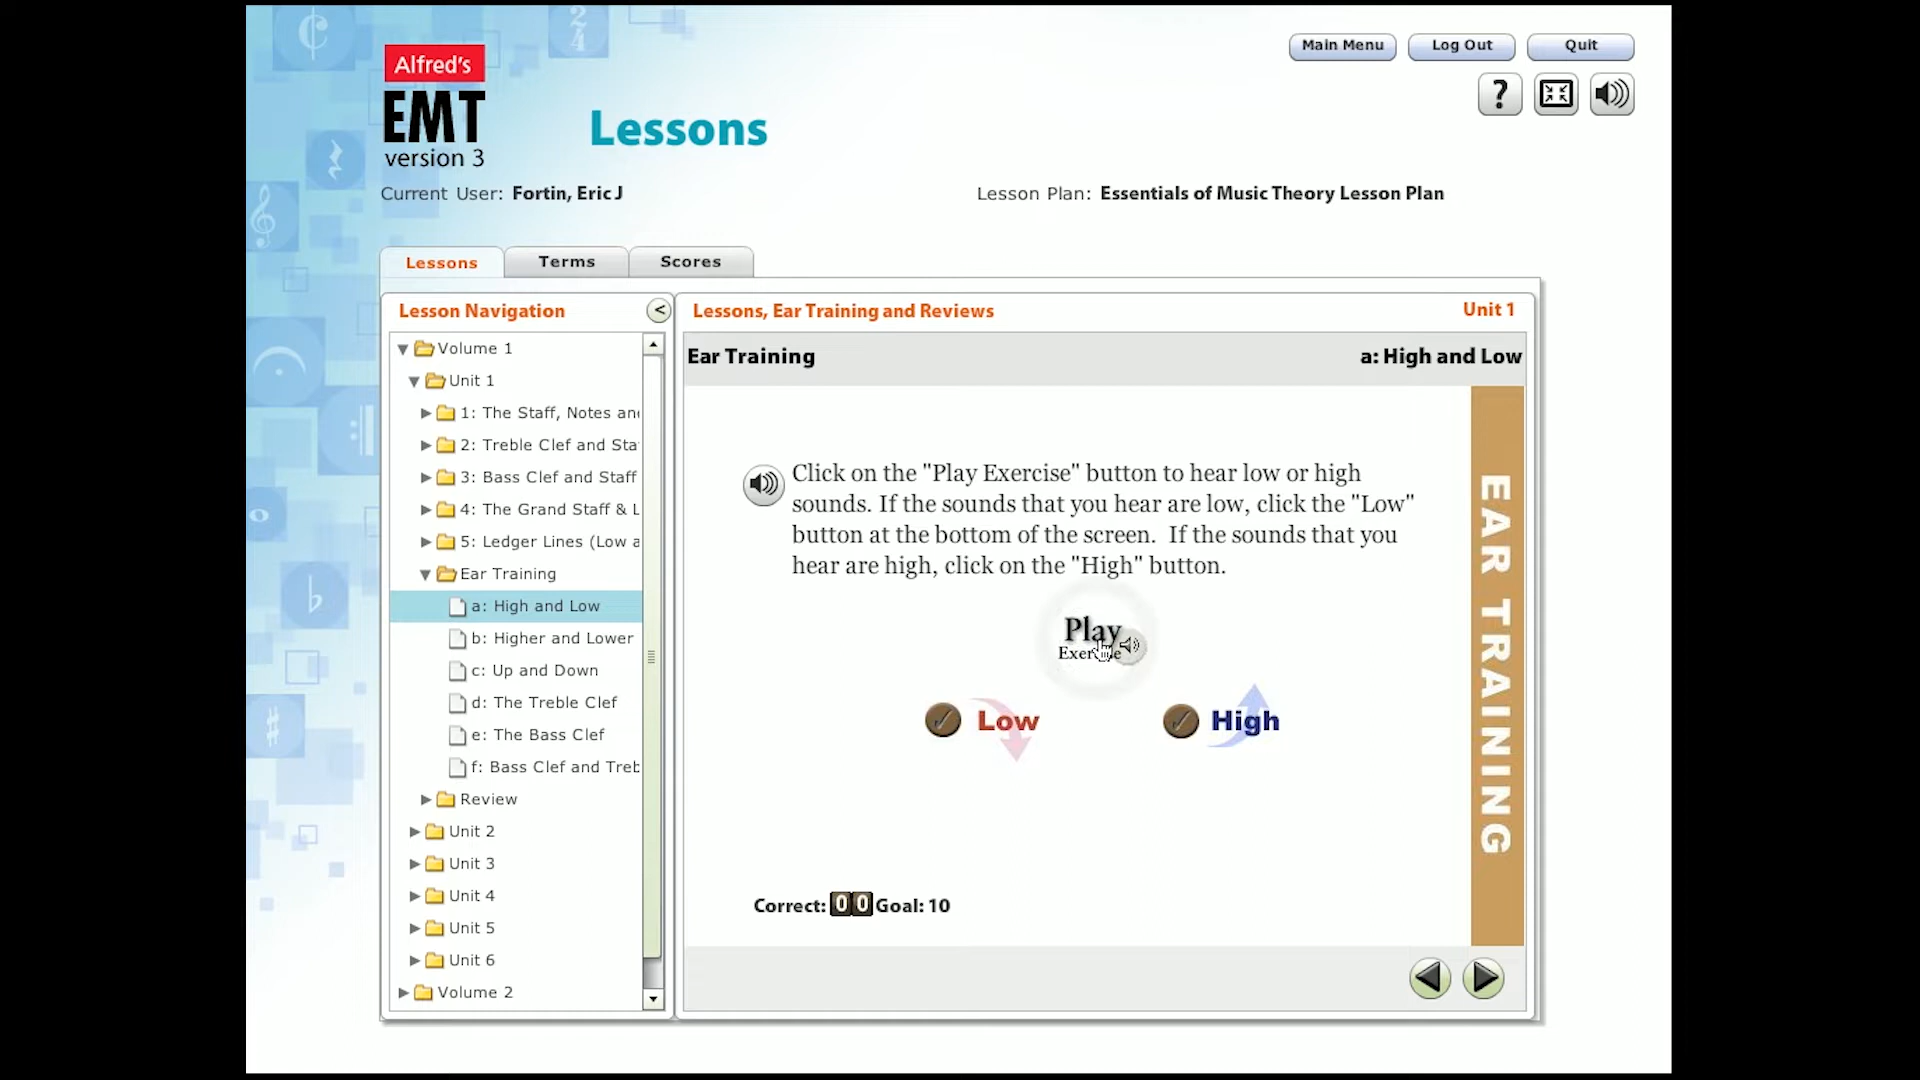 Alfred's
EMT
version 3
Lessons
Main Menu
Log Out
Quit
?
Current User: Fortin, Eric J
Lesson Plan: Essentials of Music Theory Lesson Plan
Lessons
Terms
Scores
Lesson Navigation
<
Volume 1
Unit 1
1: The Staff, Notes an
2: Treble Clef and Sta
3: Bass Clef and Staff
4: The Grand Staff & L
5: Ledger Lines (Low a
Ear Training
a: High and Low
b: Higher and Lower
c: Up and Down
d: The Treble Clef
e: The Bass Clef
f: Bass Clef and Treb
Review
Unit 2
Unit 3
Unit 4
Unit 5
Unit 6
Volume 2
Lessons, Ear Training and Reviews
Unit 1
Ear Training
a: High and Low
Click on the "Play Exercise" button to hear low or high
sounds. If the sounds that you hear are low, click the "Low"
button at the bottom of the screen. If the sounds that you
hear are high, click on the "High" button.
Play
Exercise
Low
High
Correct: 00 Goal: 10
EAR TRAINING
2
4